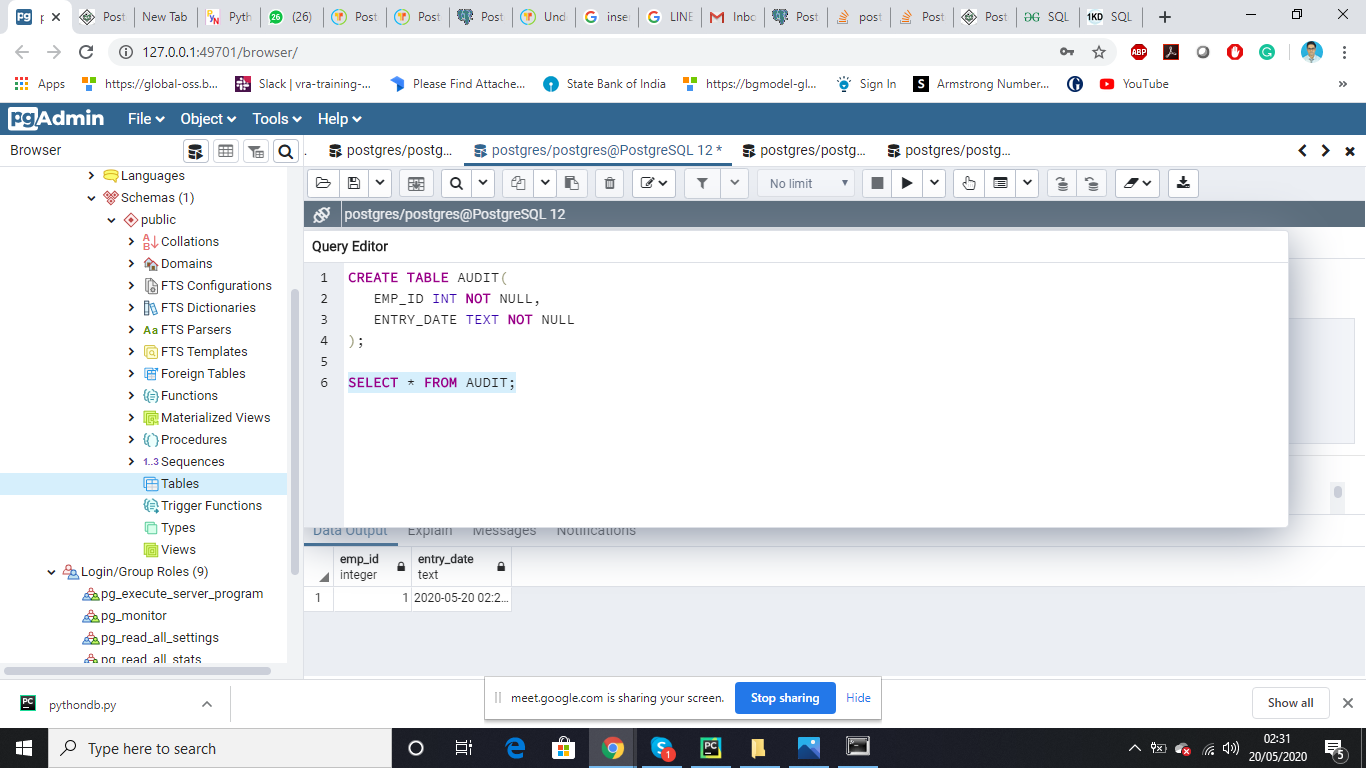 Post
New Tab
Pyth
(26)
Post
Post
Post
Und
inse
LINE
Inbo
Post
post
Post
Post
SQL
1KD SQL
127.0.0.1:49701/browser/
ABP
Apps
https://global-oss.b...
Slack | vra-training-...
Please Find Attache...
State Bank of India
https://bgmodel-gl...
Sign In
Armstrong Number...
YouTube
pgAdmin File Object Tools Help
Browser
postgres/postg...
postgres/postgres@PostgreSQL 12 *
postgres/postg...
postgres/postg...
No limit
postgres/postgres@PostgreSQL 12
Languages
Schemas (1)
public
Collations
Domains
FTS Configurations
FTS Dictionaries
Aa FTS Parsers
FTS Templates
Foreign Tables
Functions
Materialized Views
Procedures
1..3 Sequences
Tables
Trigger Functions
Types
Views
Login/Group Roles (9)
pg_execute_server_program
pg_monitor
pg_read_all_settings
pg_read_all_stats
Query Editor
1 CREATE TABLE AUDIT(
2 EMP_ID INT NOT NULL,
3 ENTRY_DATE TEXT NOT NULL
4 );
5
6 SELECT * FROM AUDIT;
Data Output Explain Messages Notifications
emp_id integer
entry_date text
1 1 2020-05-20 02:2...
pythondb.py
meet.google.com is sharing your screen. Stop sharing Hide
Show all
Type here to search
02:31
20/05/2020
5